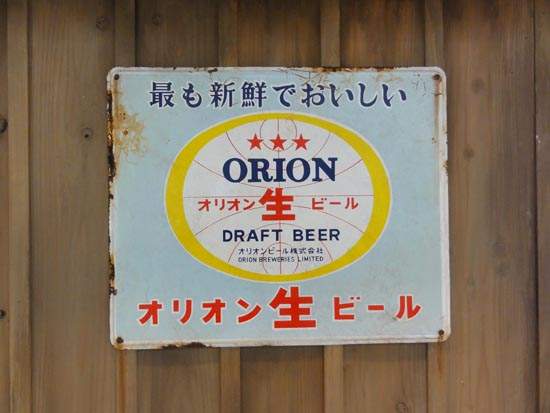 最も新鮮でおいしい
ORION
オリオン生ビール
DRAFT BEER
オリオンビール株式会社
ORION BREWERIES LIMITED
オリオン生ビール